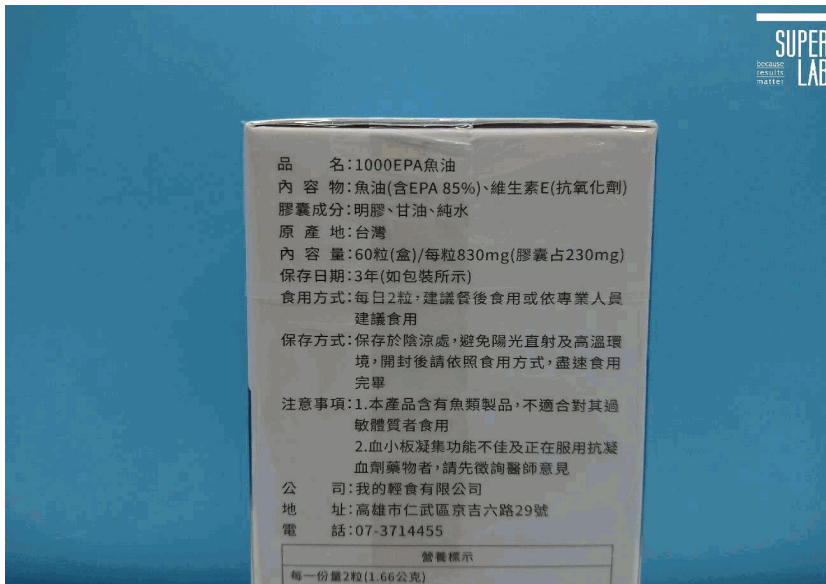 SUPER
LAB
because
results
matter
品名：1000EPA魚油
內容物：魚油(含EPA 85%)、維生素E(抗氧化劑)
膠囊成分：明膠、甘油、純水
原產地：台灣
內容量：60粒(盒)/每粒830mg(膠囊占230mg)
保存日期：3年(如包裝所示)
食用方式：每日2粒，建議餐後食用或依專業人員
建議食用
保存方式：保存於陰涼處，避免陽光直射及高溫環
境，開封後請依照食用方式，盡速食用
完畢
注意事項：1.本產品含有魚類製品，不適合對其過
敏體質者食用
2.血小板凝集功能不佳及正在服用抗凝
血劑藥物者，請先徵詢醫師意見
公司：我的輕食有限公司
地址：高雄市仁武區京吉六路29號
電話：07-3714455
營養標示
每一份量2粒(1.66公克)